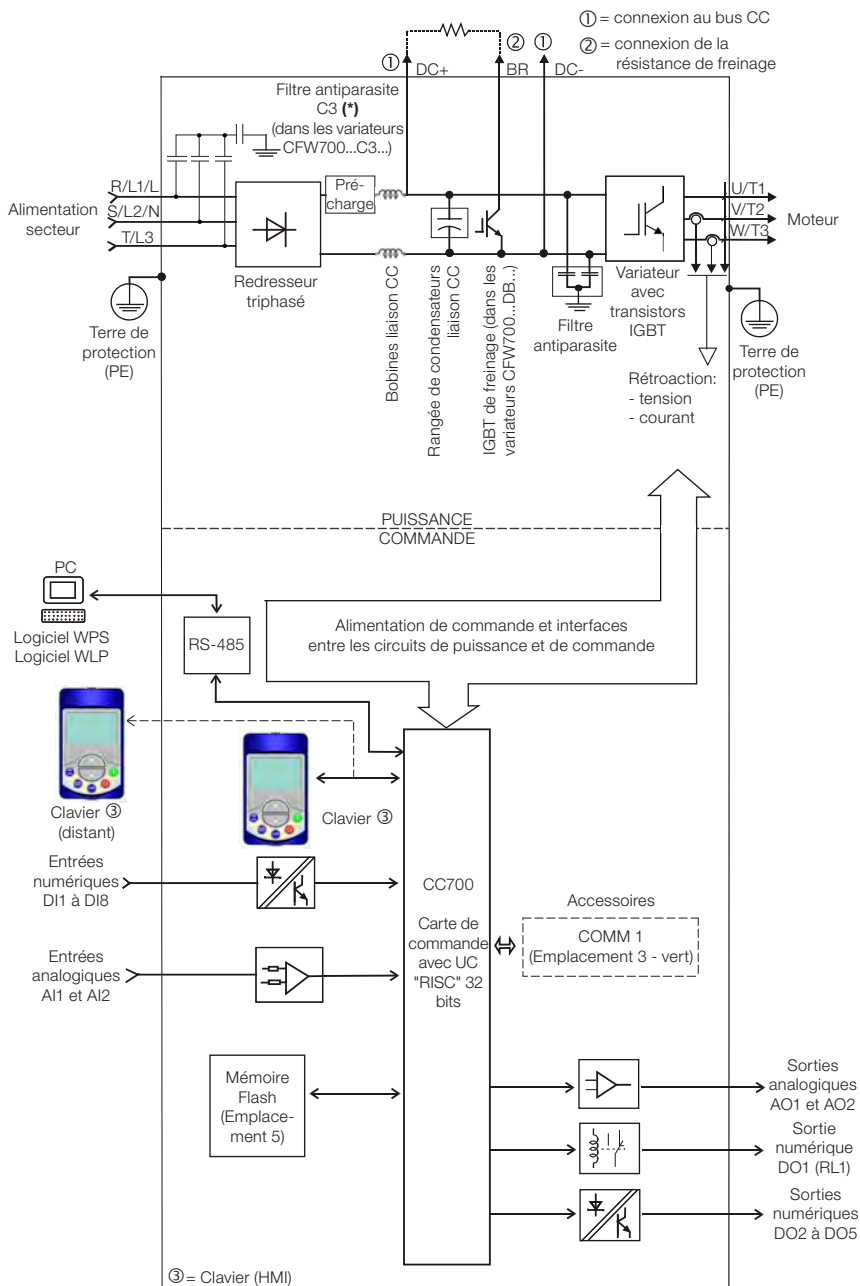 ① = connexion au bus CC
② = connexion de la
résistance de freinage
② ①
①
DC+
BR
DC-
Filtre antiparasite
C3 (*)
(dans les variateurs
CFW700...C3...)
R/L1/L
S/L2/N
T/L3
Alimentation
secteur
Pré-
charge
U/T1
V/T2
W/T3
Moteur
Redresseur
triphasé
Bobines liaison CC
Rangée de condensateurs
liaison CC
IGBT de freinage (dans les
variateurs CFW700...DB...)
Filtre
antiparasite
Variateur
avec
transistors
IGBT
Terre de
protection
(PE)
Terre de
protection
(PE)
Rétroaction:
- tension
- courant
PUISSANCE
COMMANDE
PC
Logiciel WPS
Logiciel WLP
RS-485
Alimentation de commande et interfaces
entre les circuits de puissance et de commande
Clavier ③
(distant)
Clavier ③
Entrées
numériques
DI1 à DI8
Entrées
analogiques
AI1 et AI2
CC700
Carte de
commande
avec UC
"RISC" 32
bits
Accessoires
COMM 1
(Emplacement 3 - vert)
Mémoire
Flash
(Emplace-
ment 5)
Sorties
analogiques
AO1 et AO2
Sortie
numérique
DO1 (RL1)
Sorties
numériques
DO2 à DO5
③ = Clavier (HMI)